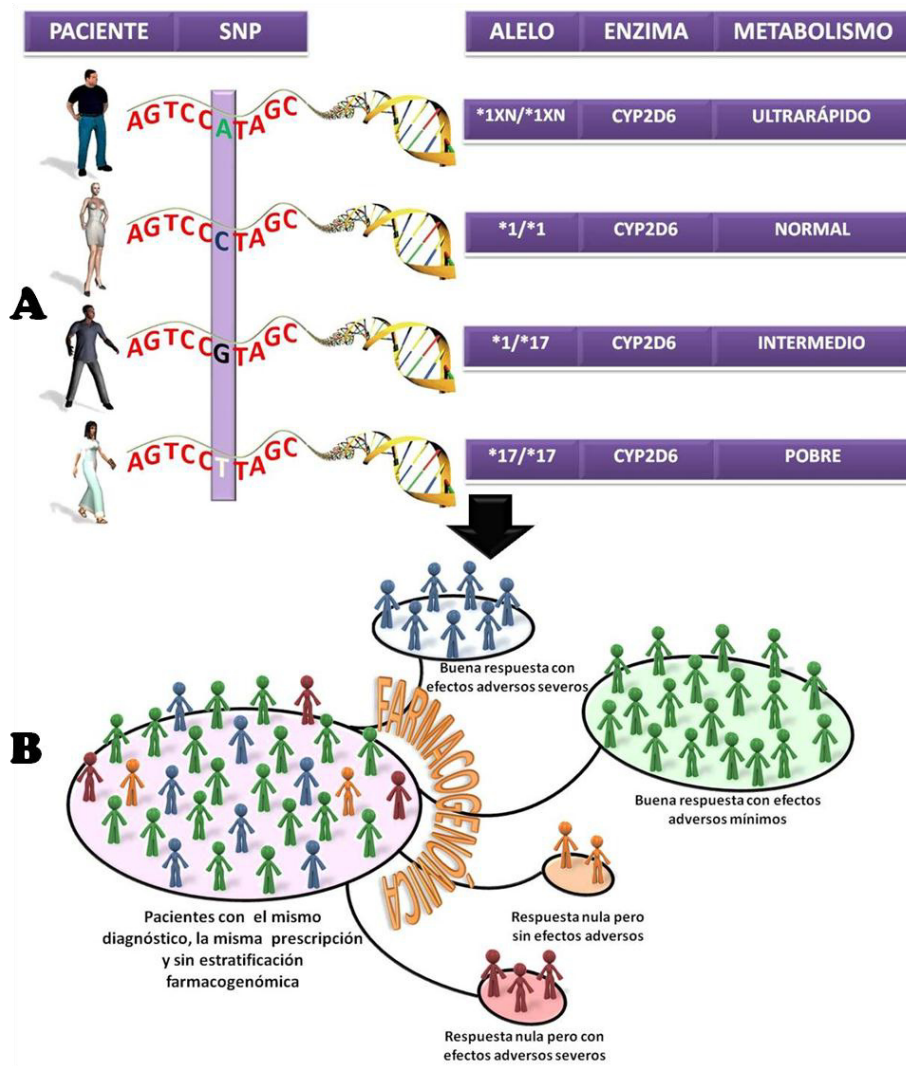 PACIENTE SNP ALELO ENZIMA METABOLISMO
AGTCCATAGC *1XN/*1XN CYP2D6 ULTRARÁPIDO
AGTCCCTAGC *1/*1 CYP2D6 NORMAL
A
AGTCCGTAGC *1/*17 CYP2D6 INTERMEDIO
AGTCCTTAGC *17/*17 CYP2D6 POBRE
B
Buena respuesta con
efectos adversos severos
FARMACOGENÓMICA
Buena respuesta con efectos
adversos mínimos
Pacientes con el mismo
diagnóstico, la misma prescripción
y sin estratificación
farmacogenómica
Respuesta nula pero
sin efectos adversos
Respuesta nula pero con
efectos adversos severos